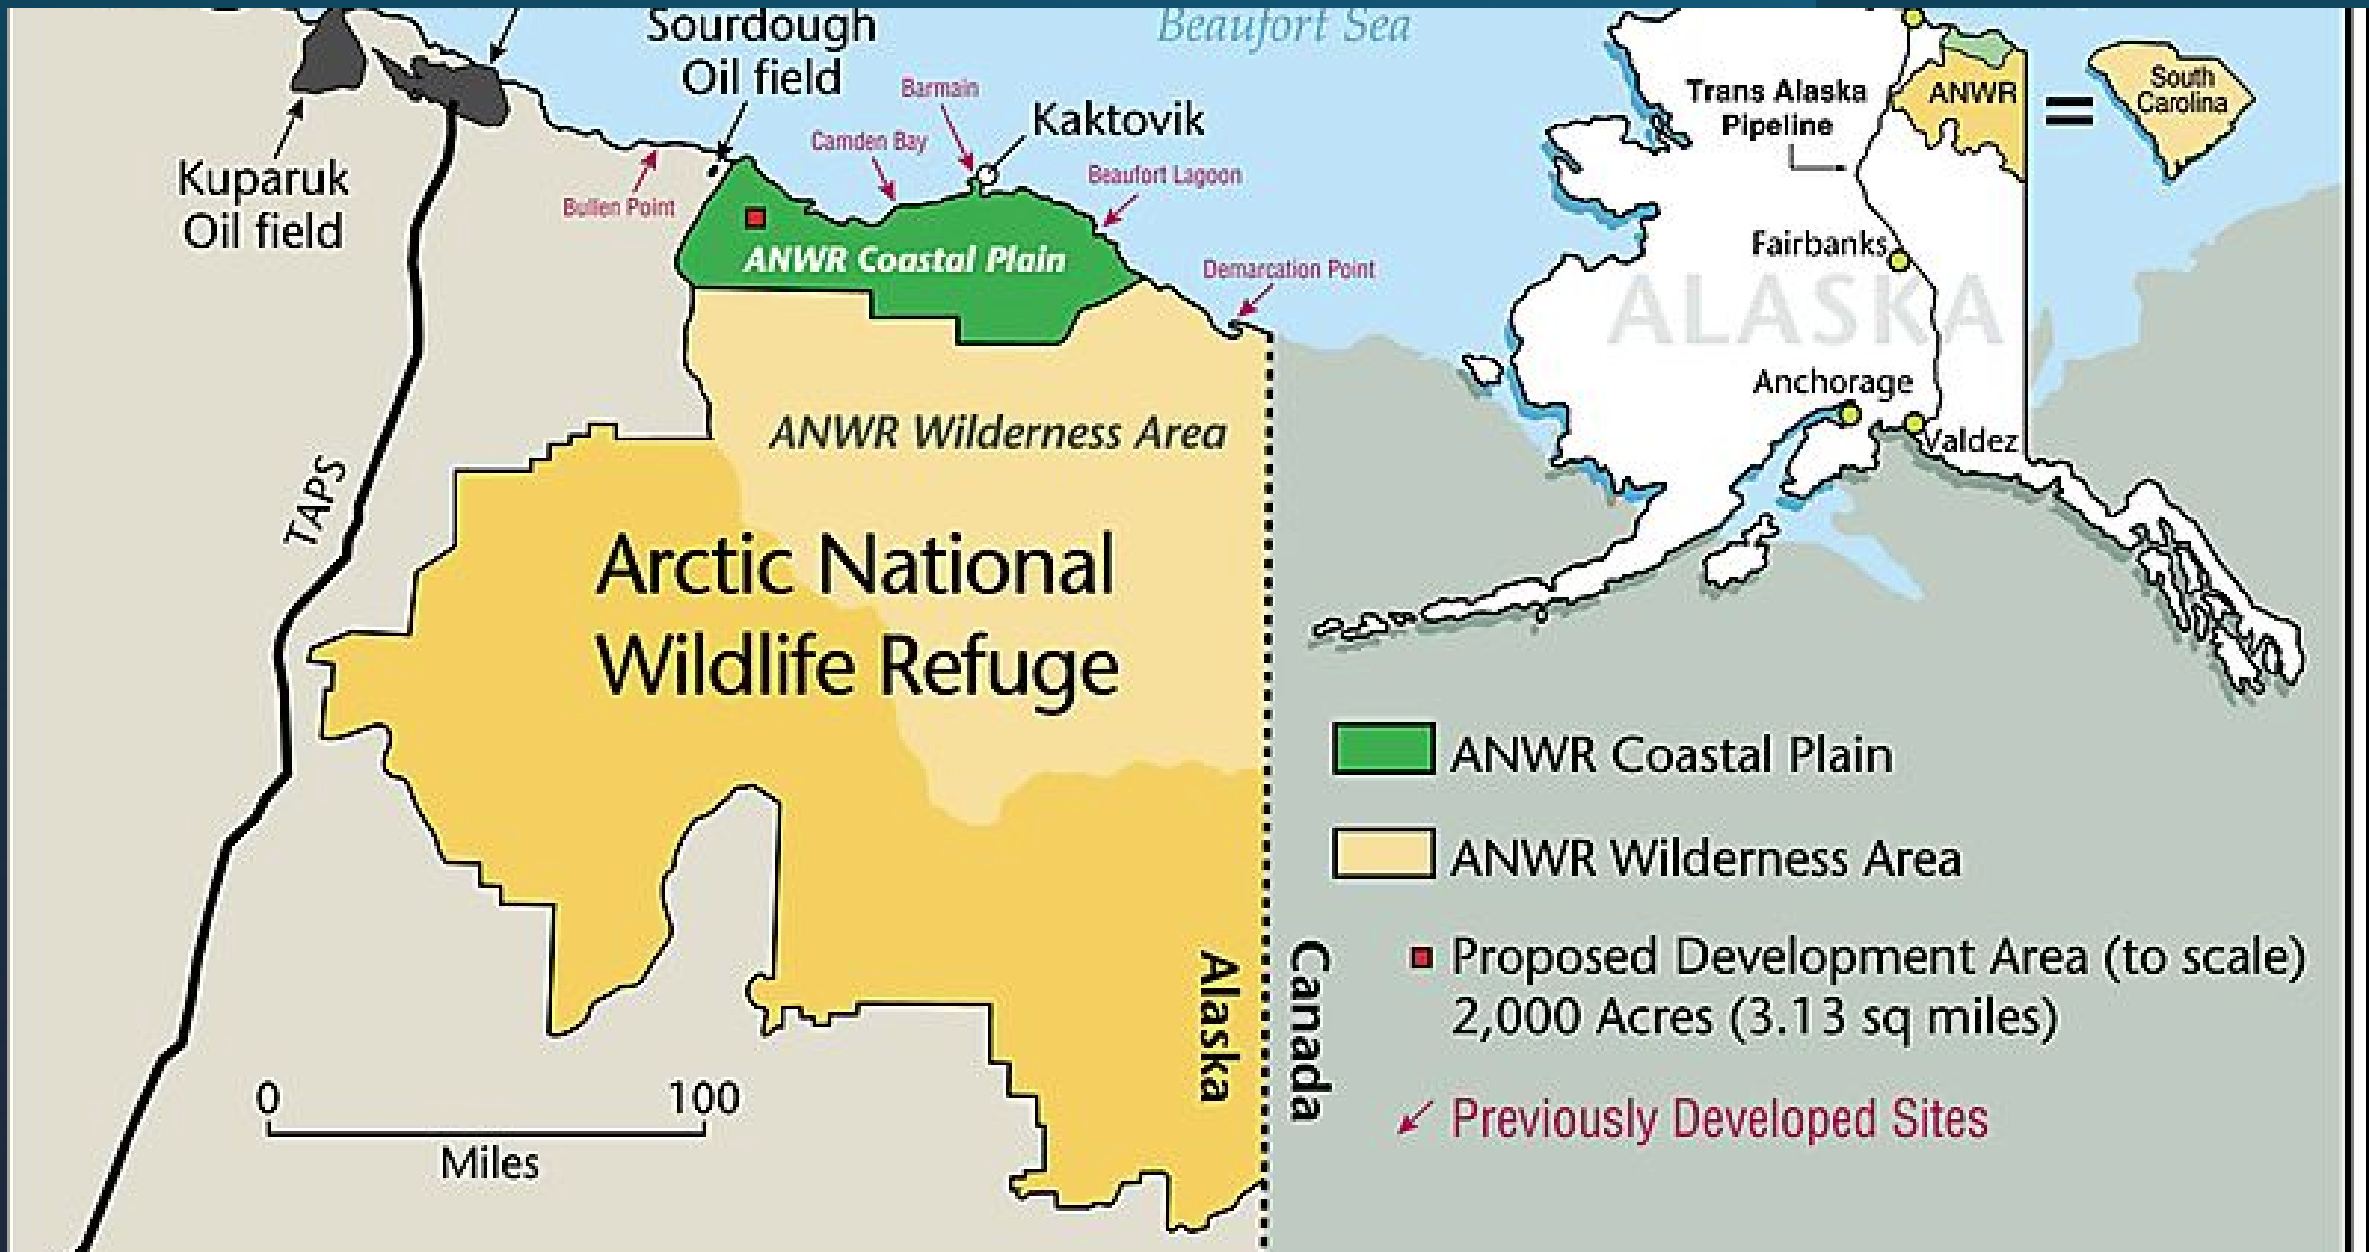 Sourdough
Oil field
Beaufort Sea
Barmain
Kaktovik
Camden Bay
Beaufort Lagoon
Bullen Point
Kuparuk
Oil field
ANWR Coastal Plain
Demarcation Point
ANWR Wilderness Area
TAPS
Arctic National
Wildlife Refuge
Alaska
Canada
0 100
Miles
Trans Alaska
Pipeline
ANWR
=
South
Carolina
Fairbanks
ALASKA
Anchorage
Valdez
ANWR Coastal Plain
ANWR Wilderness Area
Proposed Development Area (to scale)
2,000 Acres (3.13 sq miles)
Previously Developed Sites